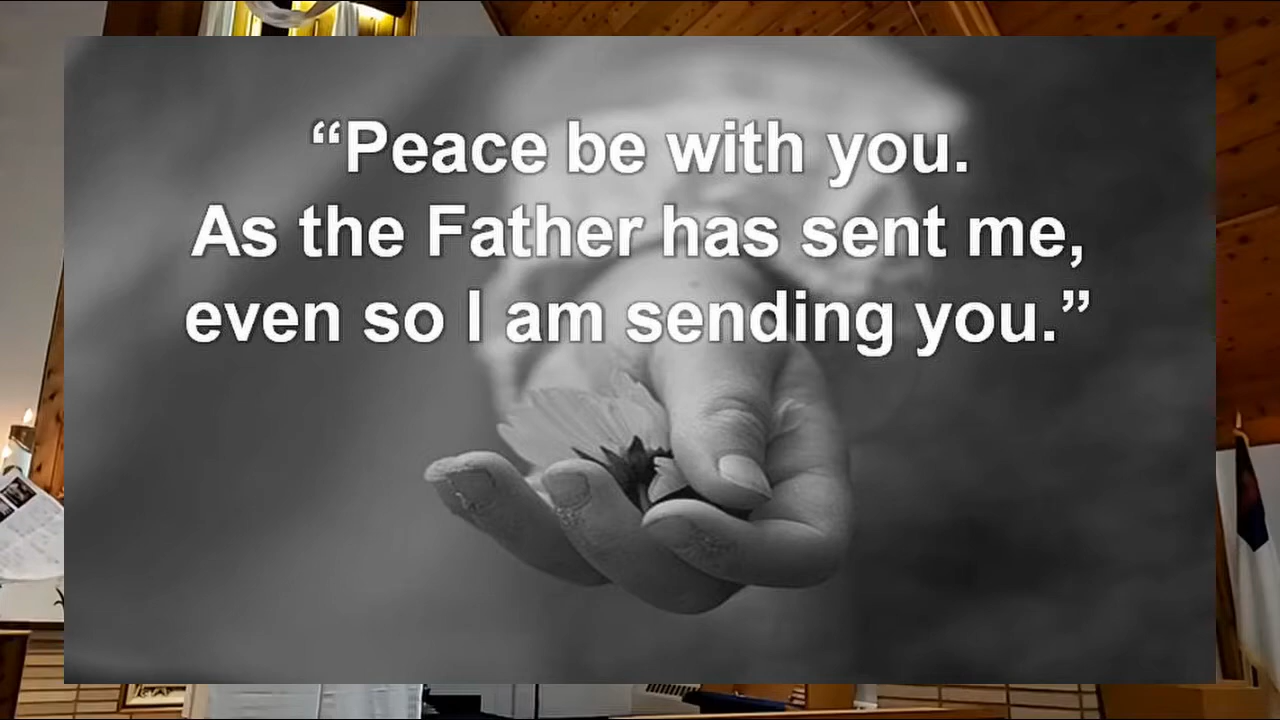 “Peace be with you.
As the Father has sent me,
even so I am sending you.”